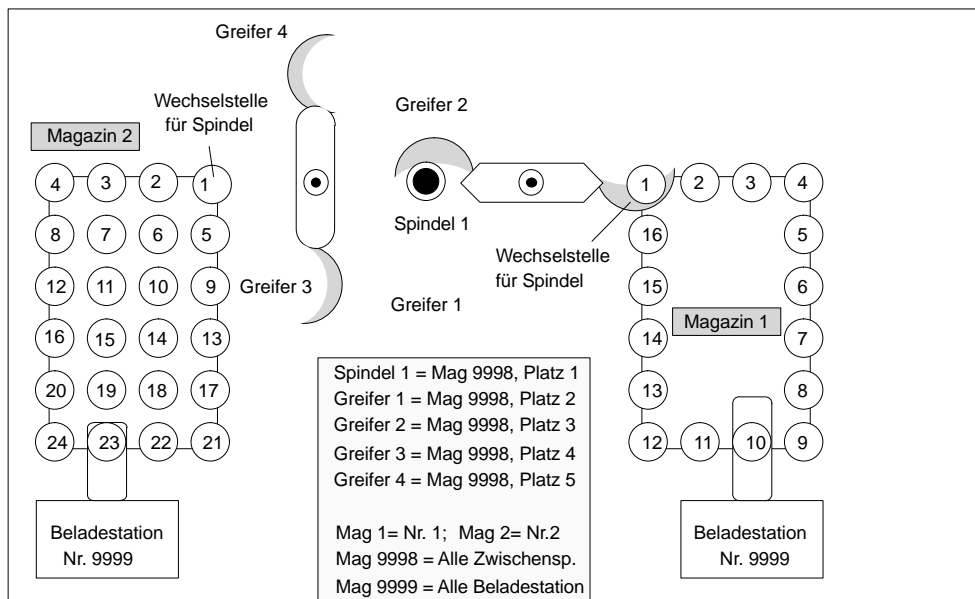 Greifer 4
Wechselstelle
für Spindel
Magazin 2
Greifer 2
Spindel 1
Greifer 3
Greifer 1
Wechselstelle
für Spindel
Magazin 1
4 3 2 1
8 7 6 5
12 11 10 9
16 15 14 13
20 19 18 17
24 23 22 21
Beladestation
Nr. 9999
1 2 3 4
16 5
15 6
14 7
13 8
12 11 10 9
Beladestation
Nr. 9999
Spindel 1 = Mag 9998, Platz 1
Greifer 1 = Mag 9998, Platz 2
Greifer 2 = Mag 9998, Platz 3
Greifer 3 = Mag 9998, Platz 4
Greifer 4 = Mag 9998, Platz 5
Mag 1= Nr. 1; Mag 2= Nr.2
Mag 9998 = Alle Zwischensp.
Mag 9999 = Alle Beladestation